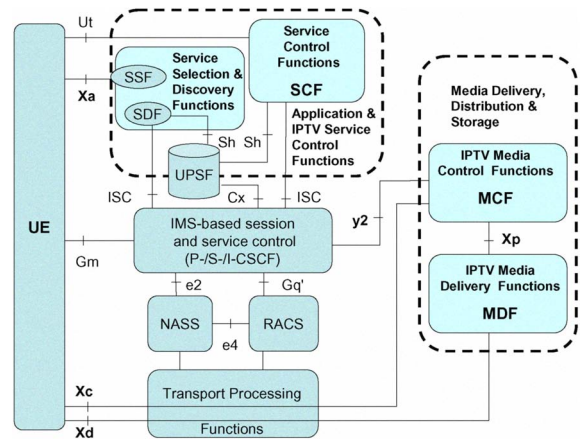 Ut
Service
Control
Functions
SCF
Service
Selection &
Discovery
Functions
SSF
Xa
SDF
Application &
IPTV Service
Control
Functions
Sh
Sh
UPSF
ISC
Cx
ISC
Media Delivery,
Distribution &
Storage
IPTV Media
Control Functions
MCF
y2
Xp
IPTV Media
Delivery Functions
MDF
UE
IMS-based session
and service control
(P-/S-/I-CSCF)
Gm
e2
Gq'
NASS
RACS
e4
Transport Processing
Functions
Xc
Xd